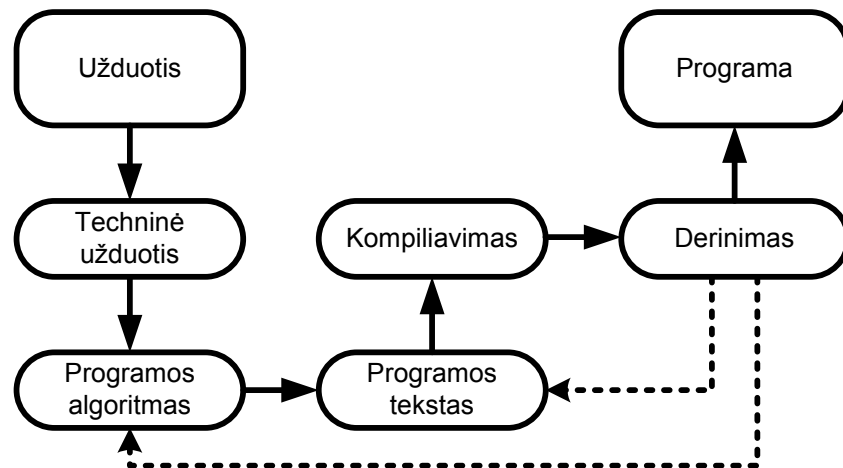 Užduotis
Programa
Techninė
užduotis
Kompiliavimas
Derinimas
Programos
algoritmas
Programos
tekstas